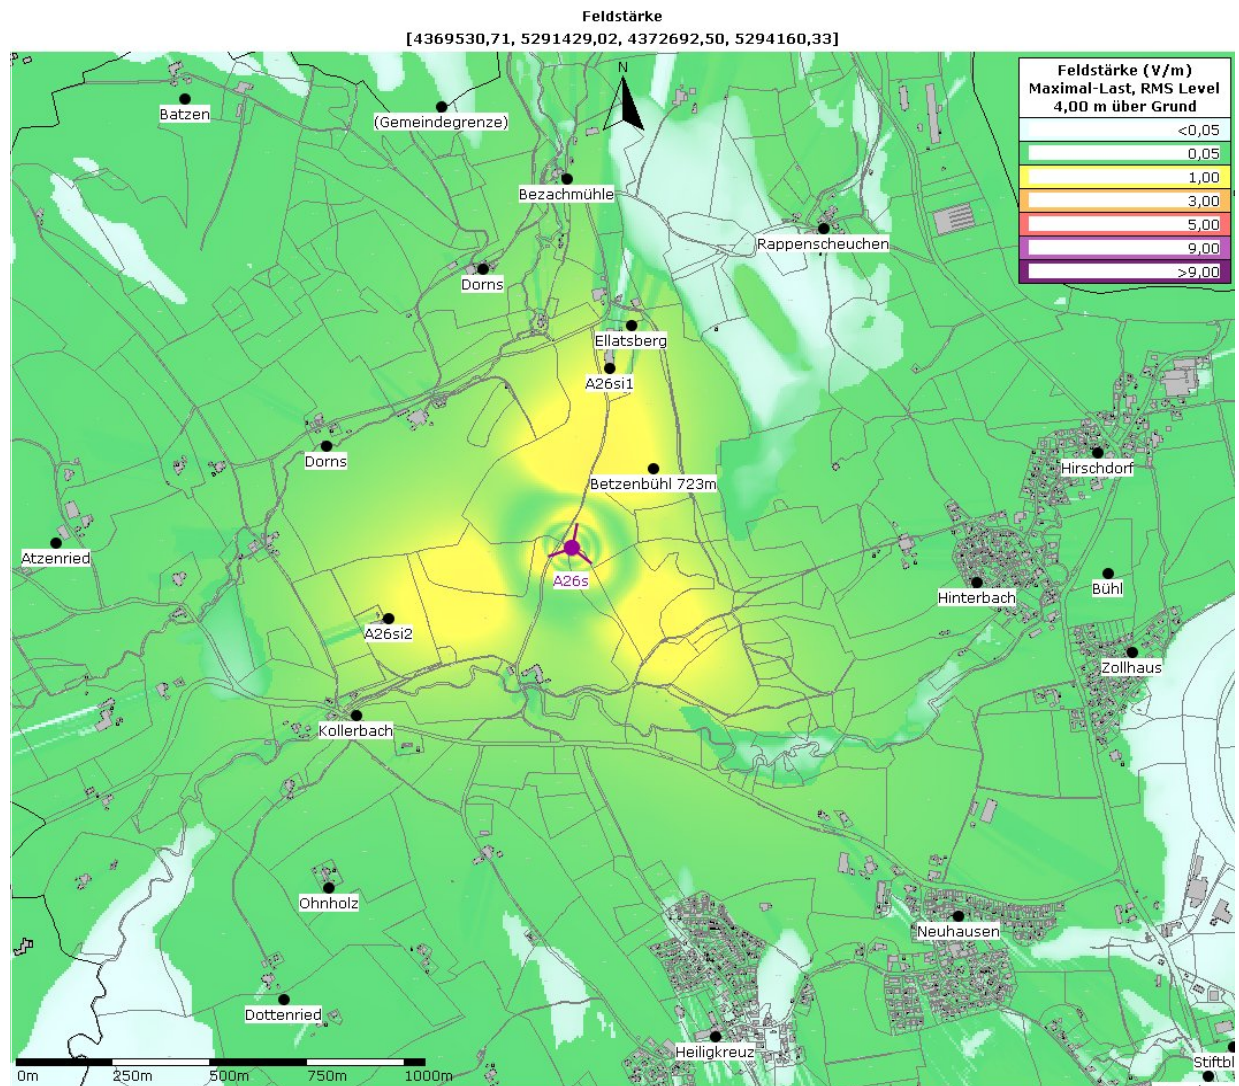 Feldstärke
[4369530,71, 5291429,02, 4372692,50, 5294160,33]
N
Feldstärke (V/m)
Maximal-Last, RMS Level
4,00 m über Grund
<0,05
0,05
1,00
3,00
5,00
9,00
>9,00
Batzen
(Gemeindegrenze)
Bezachmühle
Rappenscheuchen
Dorns
Ellatsberg
A26si1
Dorns
Hirschdorf
Betzenbühl 723m
Atzenried
A26s
Bühl
Hinterbach
A26si2
Zollhaus
Kollerbach
Ohnholz
Neuhausen
Dottenried
Heiligkreuz
Stiftbl
0m 250m 500m 750m 1000m